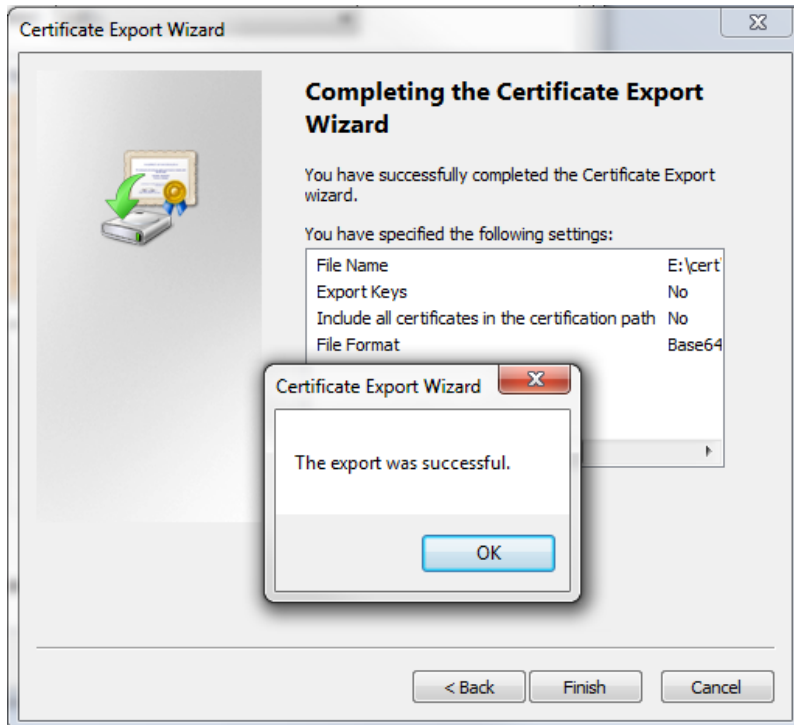 Certificate Export Wizard
Completing the Certificate Export
Wizard
You have successfully completed the Certificate Export
wizard.
You have specified the following settings:
File Name E:\cert\
Export Keys No
Include all certificates in the certification path No
File Format Base64
Certificate Export Wizard
The export was successful.
OK
< Back Finish Cancel